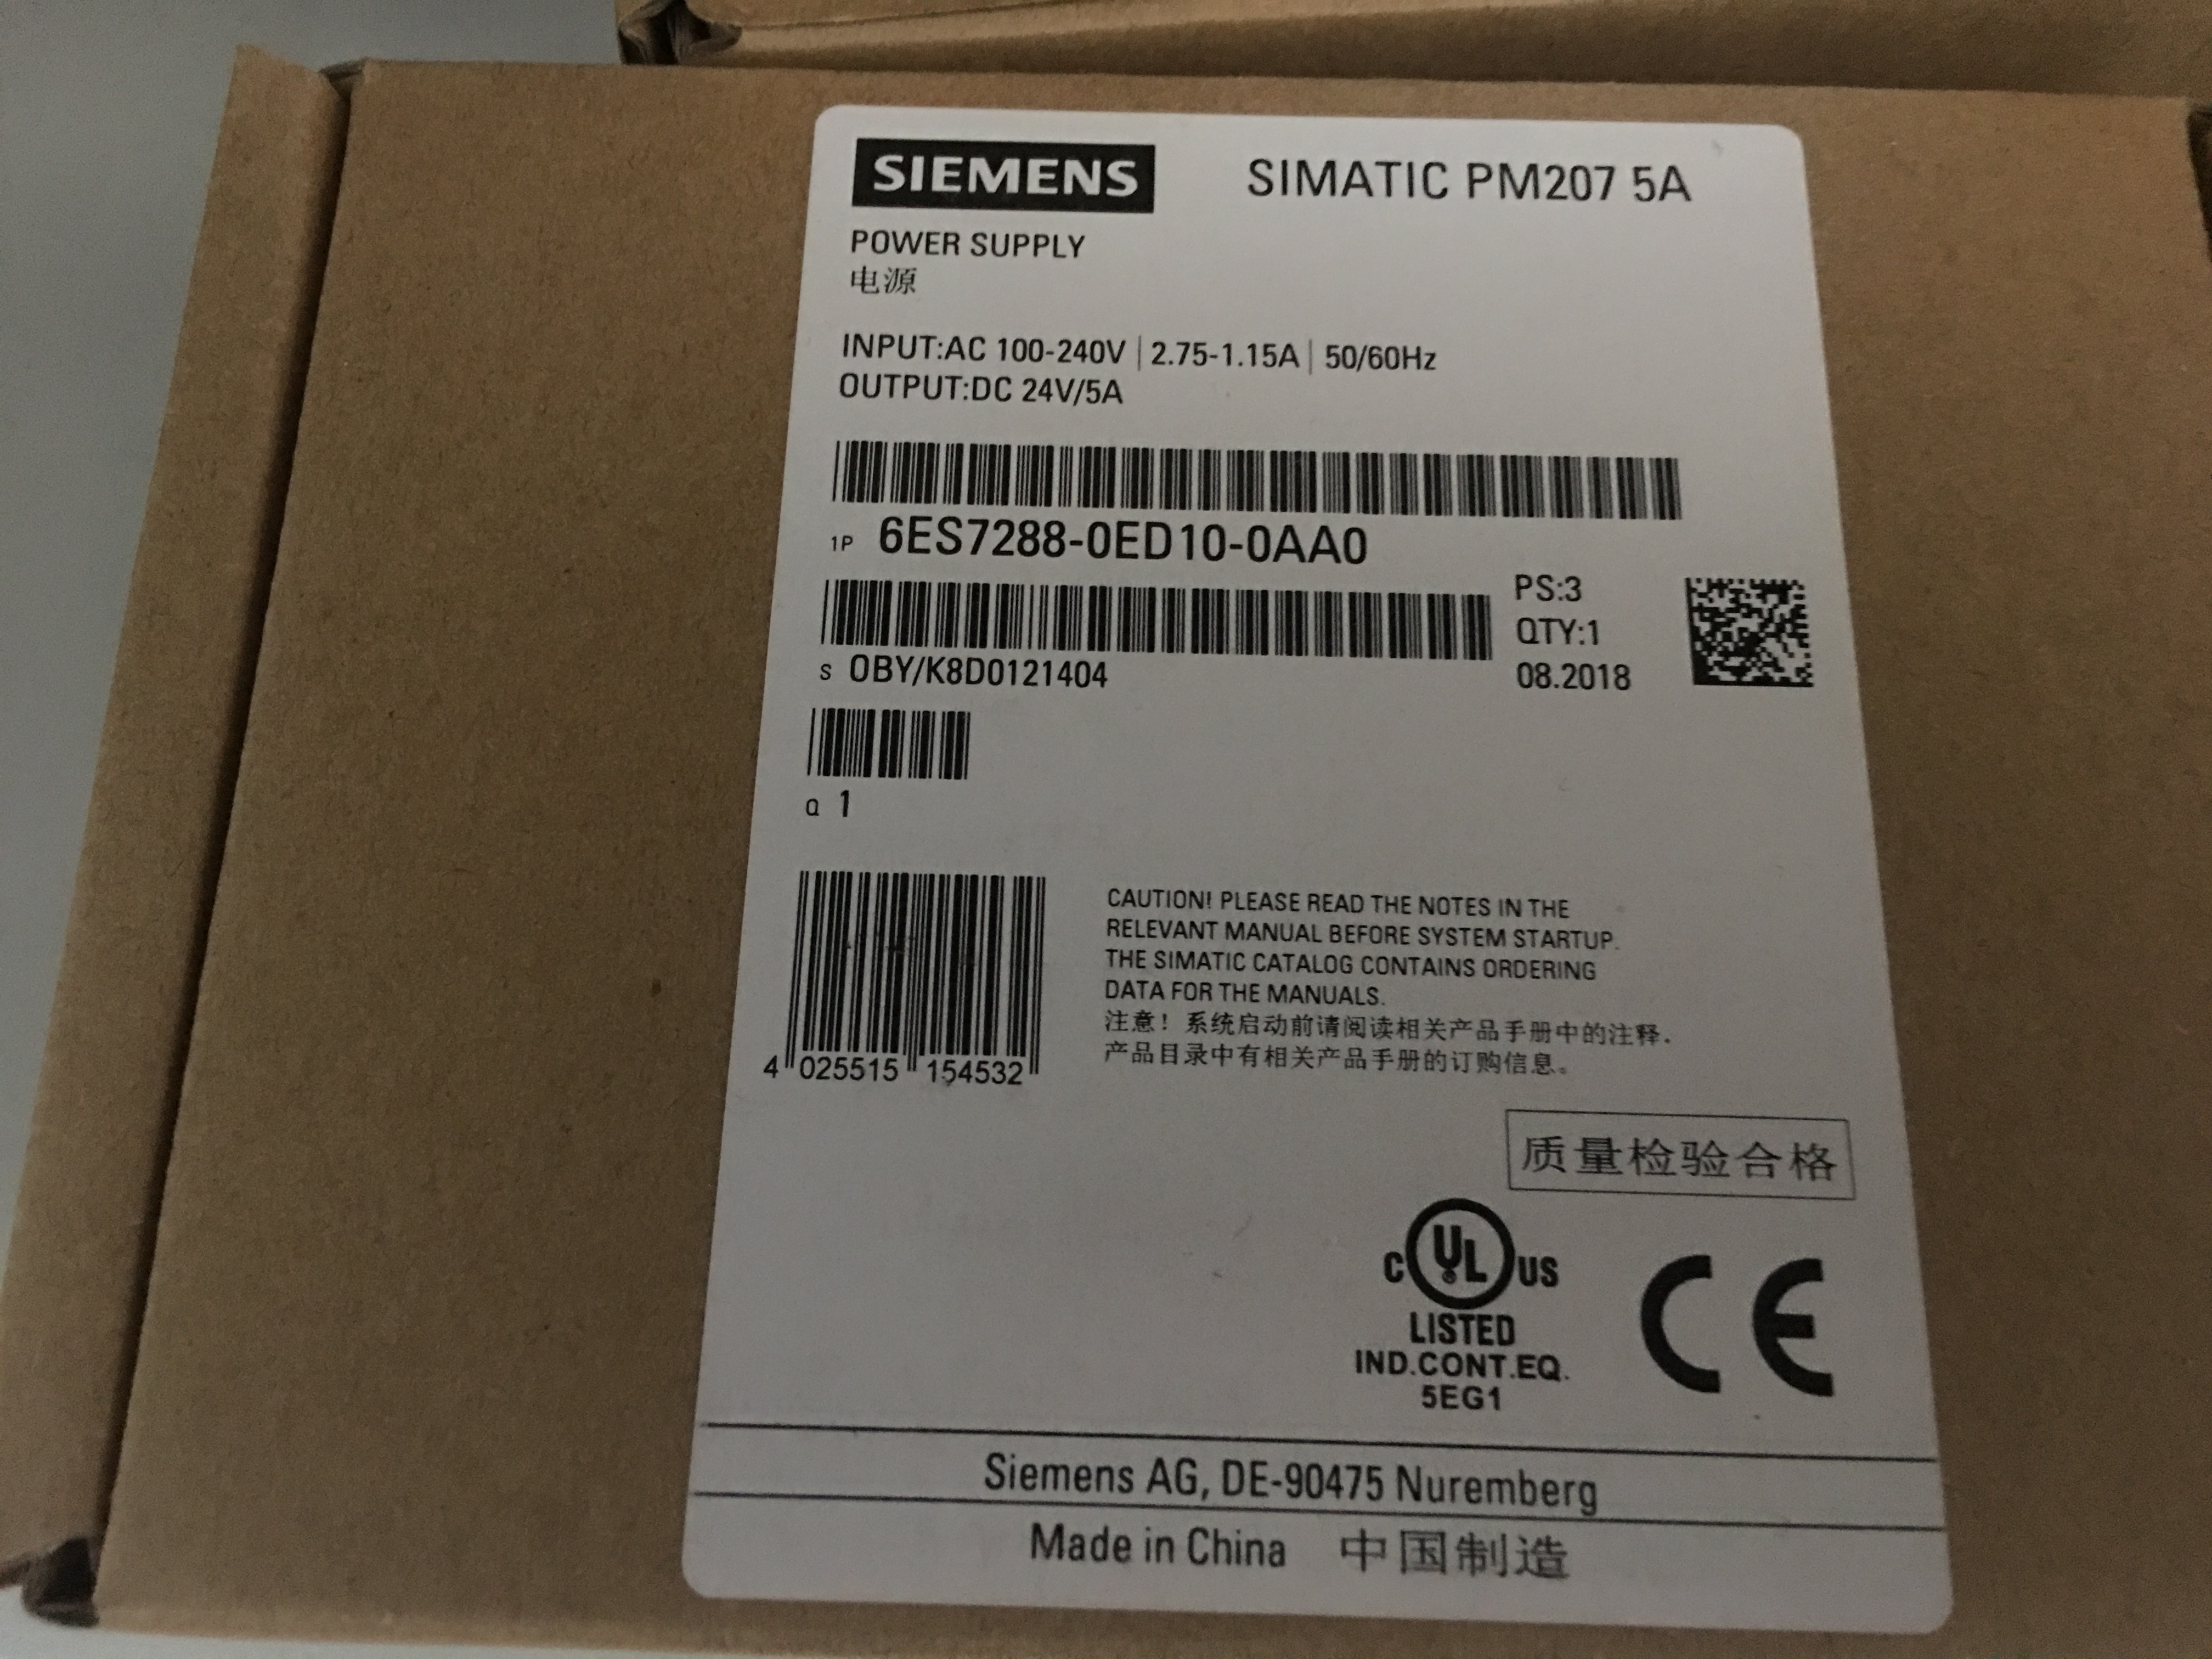 SIEMENS SIMATIC PM207 5A
POWER SUPPLY
电源
INPUT:AC 100-240V | 2.75-1.15A | 50/60Hz
OUTPUT:DC 24V/5A
1P 6ES7288-0ED10-0AA0
PS:3
QTY:1
S OBY/K8D0121404
08.2018
Q 1
4 025515 154532
CAUTION! PLEASE READ THE NOTES IN THE
RELEVANT MANUAL BEFORE SYSTEM STARTUP.
THE SIMATIC CATALOG CONTAINS ORDERING
DATA FOR THE MANUALS.
注意！系统启动前请阅读相关产品手册中的注释.
产品目录中有相关产品手册的订购信息。
质量检验合格
C UL US
LISTED
IND.CONT.EQ.
5EG1
CE
Siemens AG, DE-90475 Nuremberg
Made in China 中国制造